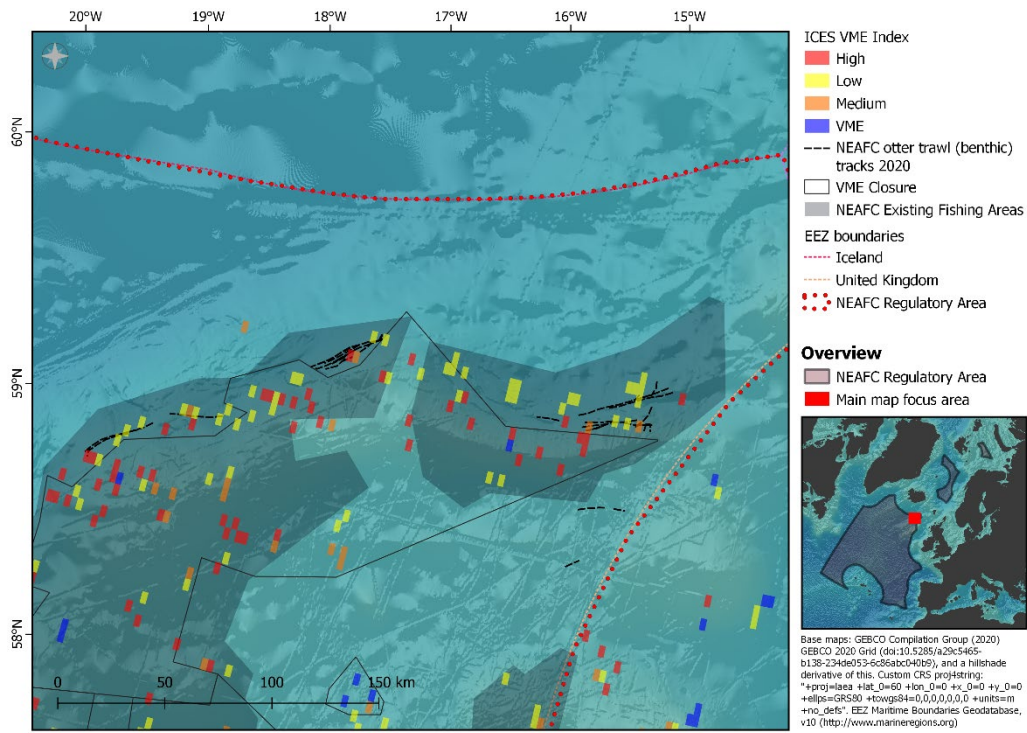 20°W 19°W 18°W 17°W 16°W 15°W
60°N
59°N
58°N
0 50 100 150 km
ICES VME Index
High
Low
Medium
VME
NEAFC otter trawl (benthic)
tracks 2020
VME Closure
NEAFC Existing Fishing Areas
EEZ boundaries
Iceland
United Kingdom
NEAFC Regulatory Area
Overview
NEAFC Regulatory Area
Main map focus area
Base maps: GEBCO Compilation Group (2020)
GEBCO 2020 Grid (doi:10.5285/a29c5465-
b138-234de053-6c86abc040b9), and a hillshade
derivative of this. Custom CRS proj4string:
"+proj=laea +lat_0=60 +lon_0=0 +x_0=0 +y_0=0
+ellps=GRS80 +towgs84=0,0,0,0,0,0,0 +units=m
+no_defs". EEZ Maritime Boundaries Geodatabase,
v10 (http://www.marineregions.org)